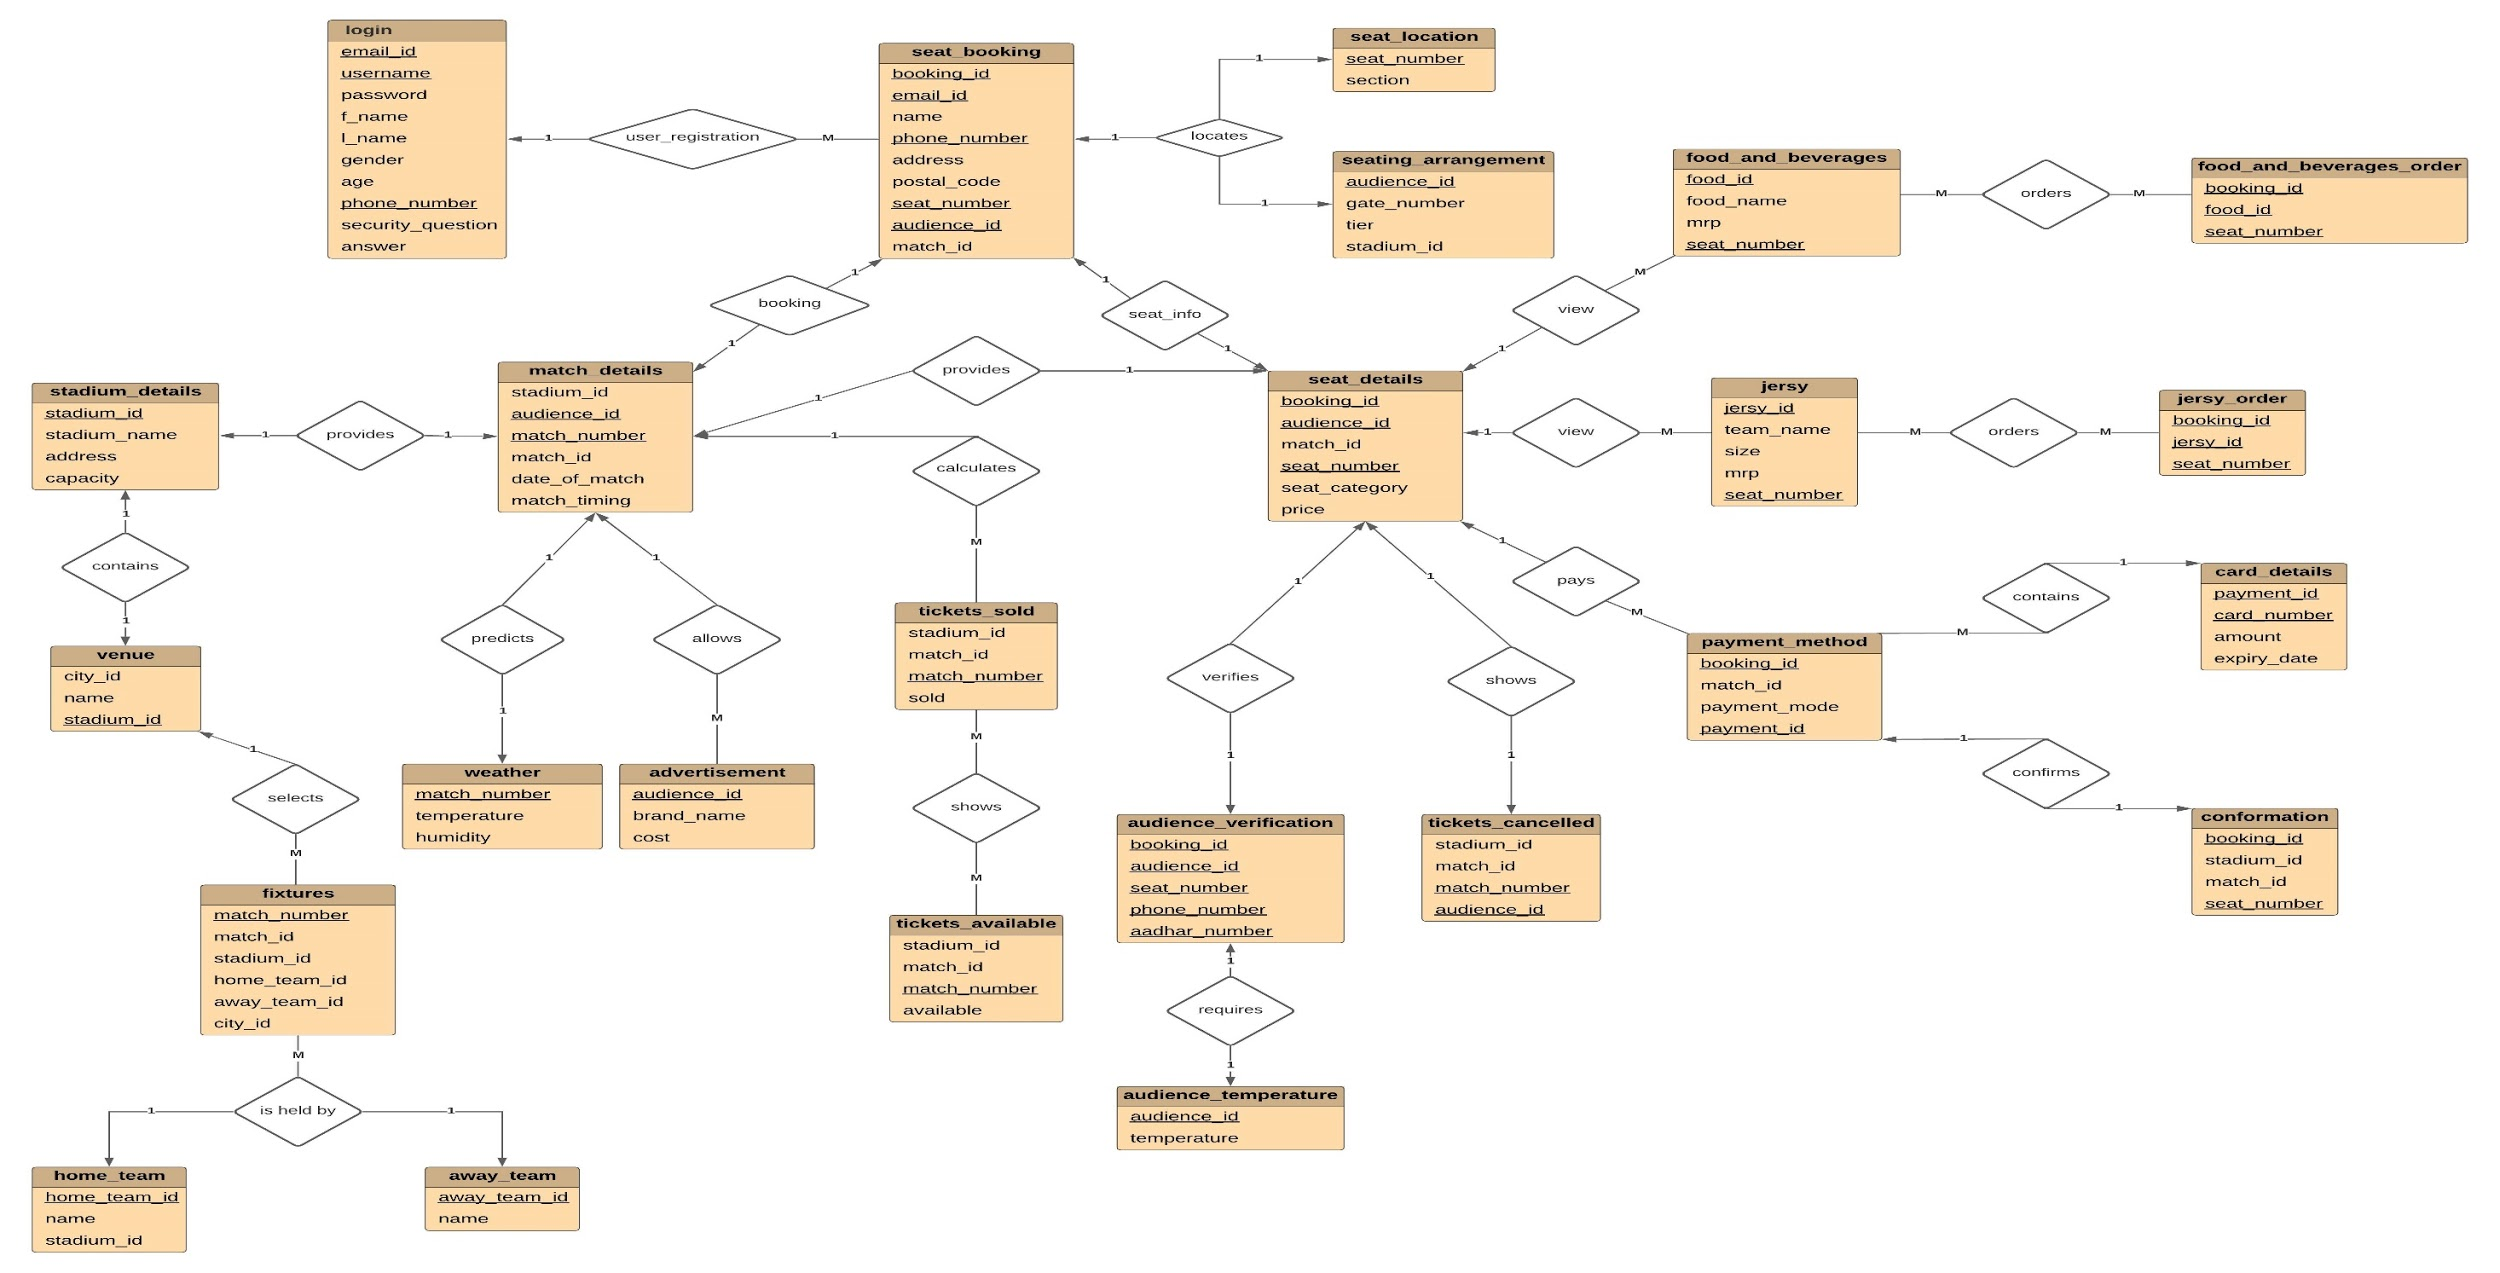 login
email_id
username
password
f_name
l_name
gender
age
phone_number
security_question
answer
1
user_registration
M
seat_booking
booking_id
email_id
name
phone_number
address
postal_code
seat_number
audience_id
match_id
1
locates
1
1
seat_location
seat_number
section
seating_arrangement
audience_id
gate_number
tier
stadium_id
food_and_beverages
food_id
food_name
mrp
seat_number
M
orders
M
food_and_beverages_order
booking_id
food_id
seat_number
1
booking
1
1
seat_info
1
M
view
1
stadium_details
stadium_id
stadium_name
address
capacity
1
provides
1
match_details
stadium_id
audience_id
match_number
match_id
date_of_match
match_timing
1
provides
1
1
calculates
M
seat_details
booking_id
audience_id
match_id
seat_number
seat_category
price
1
view
M
jersy
jersy_id
team_name
size
mrp
seat_number
M
orders
M
jersy_order
booking_id
jersy_id
seat_number
1
contains
1
venue
city_id
name
stadium_id
1
predicts
1
1
allows
M
weather
match_number
temperature
humidity
advertisement
audience_id
brand_name
cost
tickets_sold
stadium_id
match_id
match_number
sold
M
shows
M
tickets_available
stadium_id
match_id
match_number
available
1
verifies
1
1
shows
1
1
pays
M
payment_method
booking_id
match_id
payment_mode
payment_id
M
contains
1
card_details
payment_id
card_number
amount
expiry_date
1
confirms
1
conformation
booking_id
stadium_id
match_id
seat_number
audience_verification
booking_id
audience_id
seat_number
phone_number
aadhar_number
tickets_cancelled
stadium_id
match_id
match_number
audience_id
1
requires
1
audience_temperature
audience_id
temperature
1
selects
M
fixtures
match_number
match_id
stadium_id
home_team_id
away_team_id
city_id
M
1
is held by
1
home_team
home_team_id
name
stadium_id
away_team
away_team_id
name